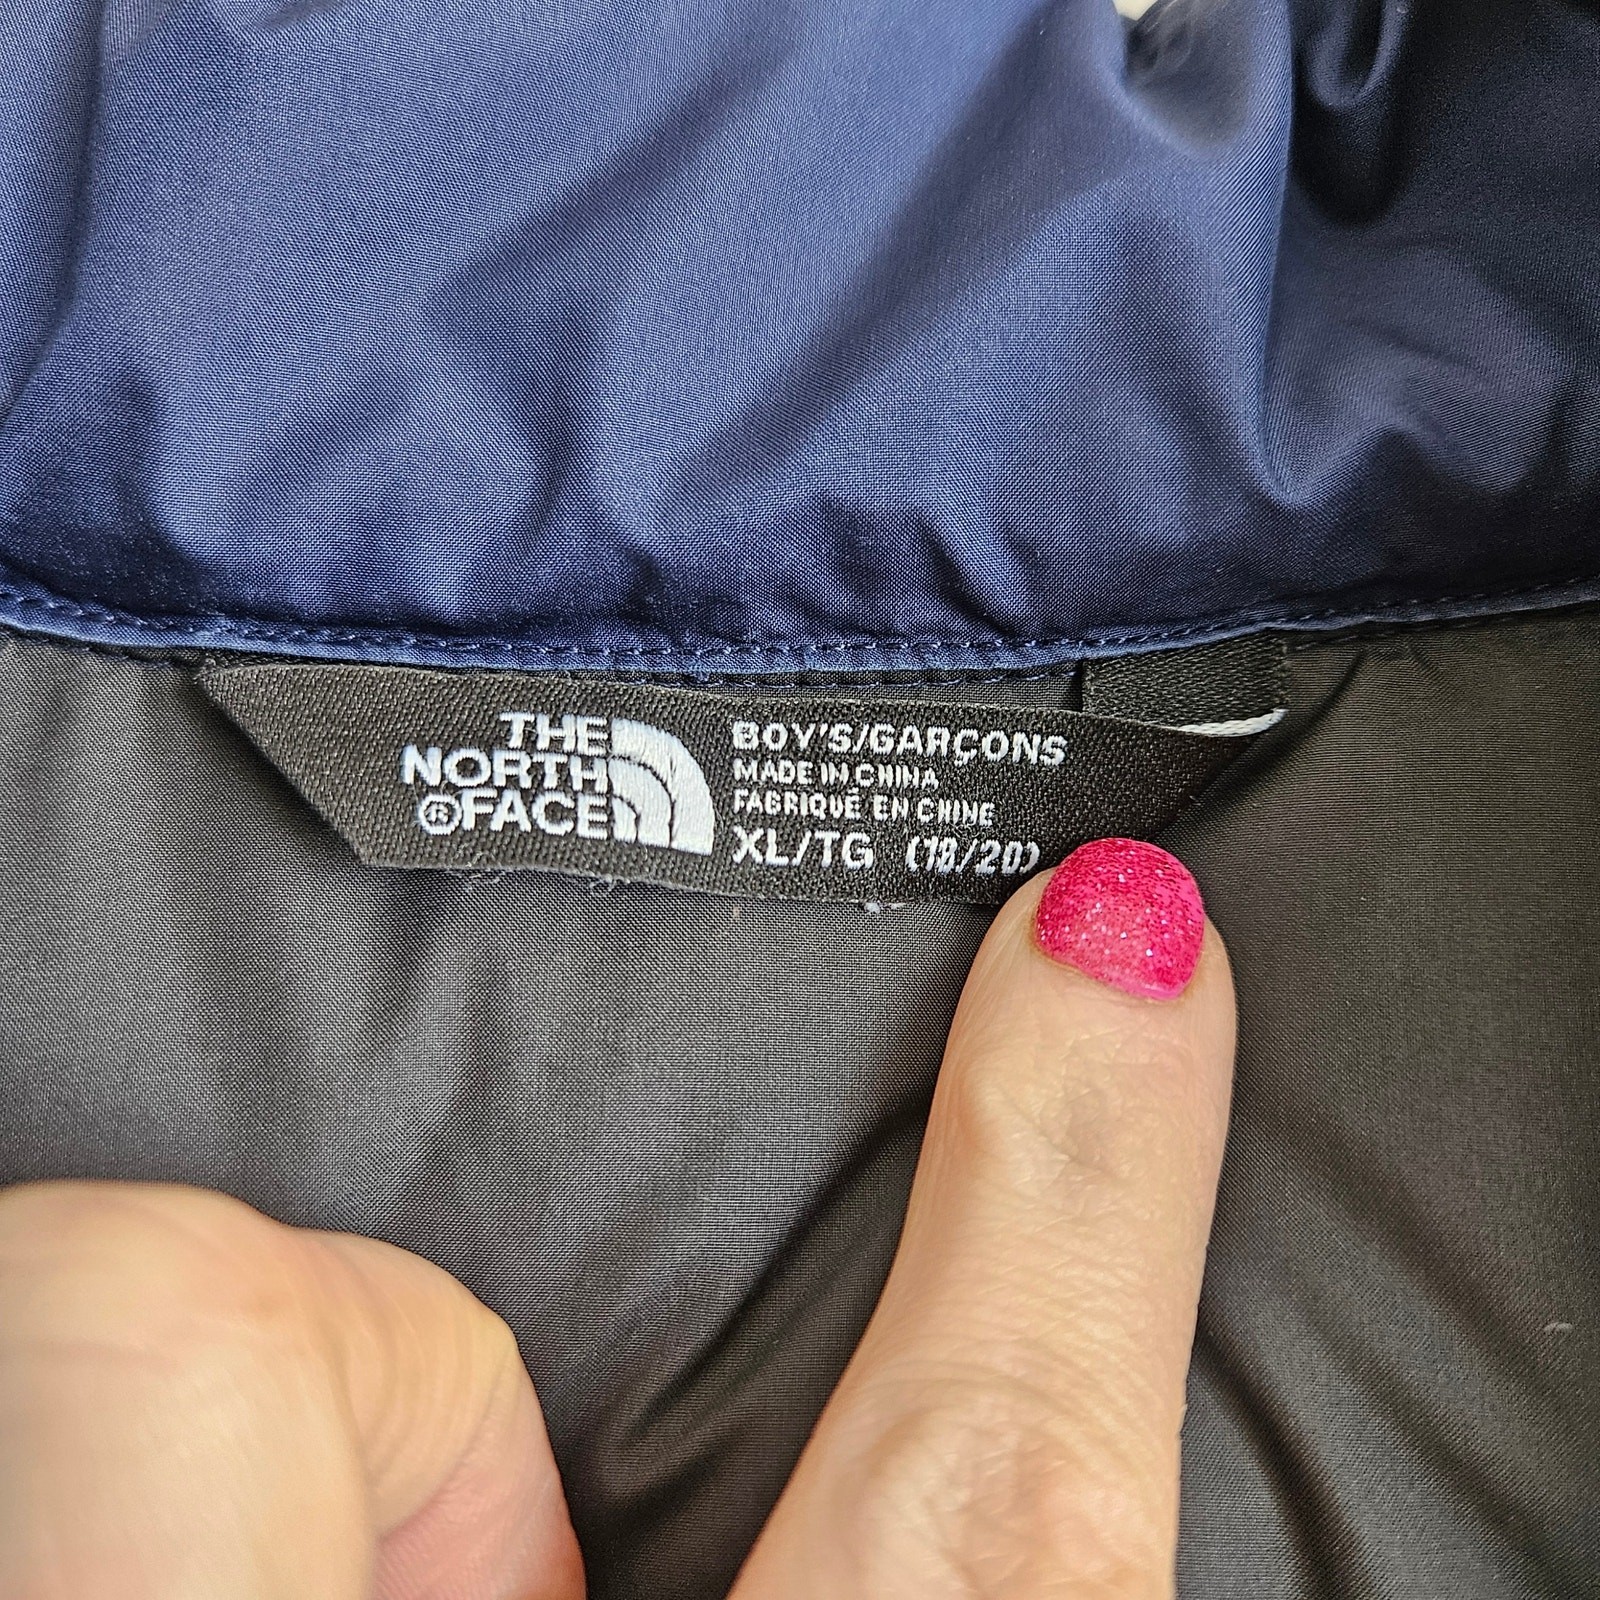 THE
NORTH
®FACE
BOY'S/GARÇONS
MADE IN CHINA
FABRIQUÉ EN CHINE
XL/TG (18/20)